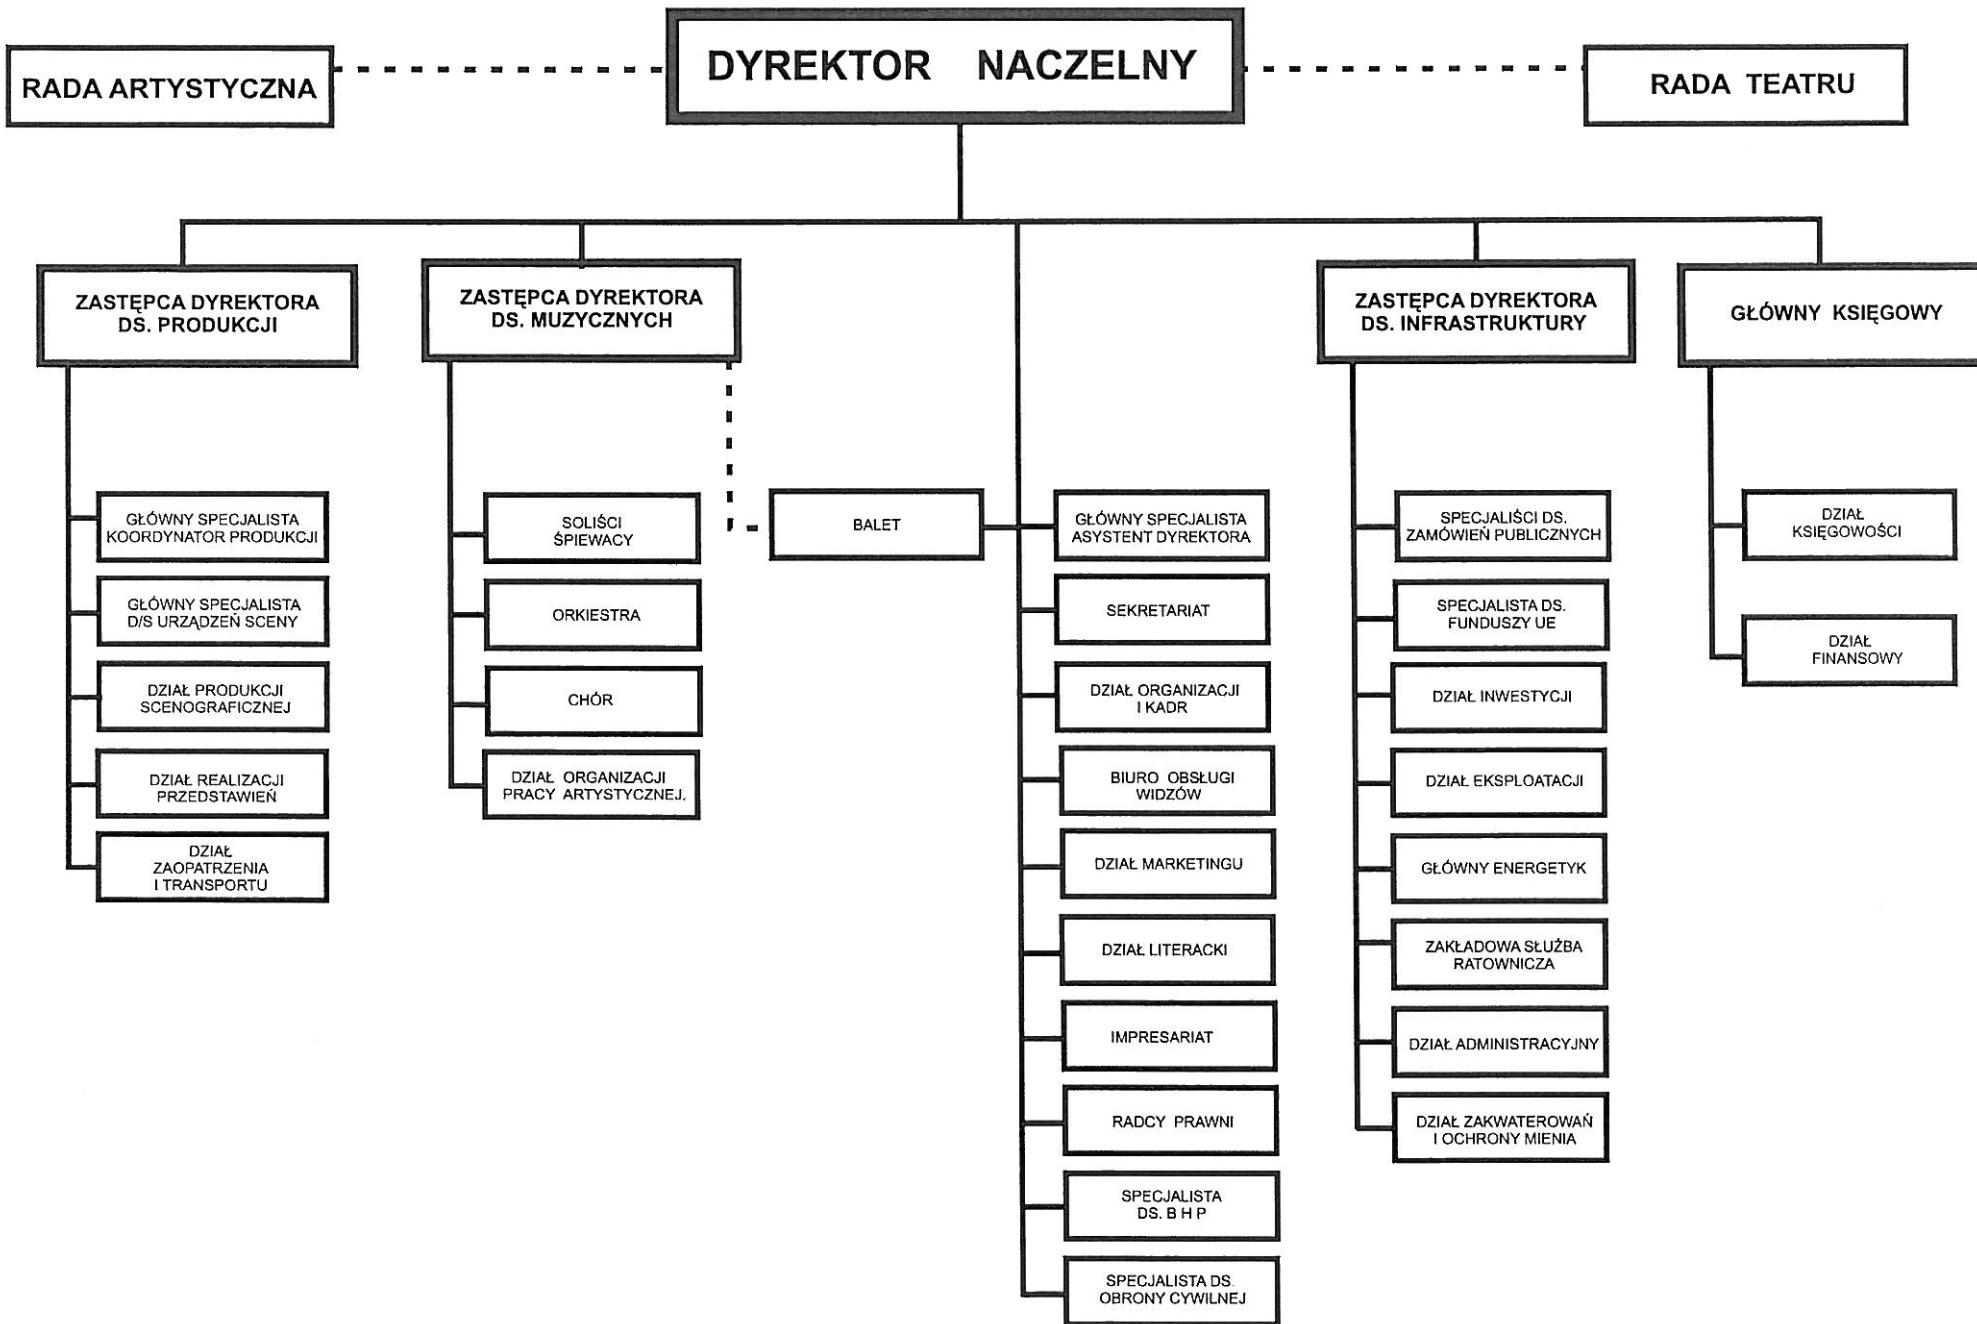 RADA ARTYSTYCZNA
DYREKTOR NACZELNY
RADA TEATRU
ZASTĘPCA DYREKTORA
DS. PRODUKCJI
ZASTĘPCA DYREKTORA
DS. MUZYCZNYCH
ZASTĘPCA DYREKTORA
DS. INFRASTRUKTURY
GŁÓWNY KSIĘGOWY
GŁÓWNY SPECJALISTA
KOORDYNATOR PRODUKCJI
GŁÓWNY SPECJALISTA
D/S URZĄDZEŃ SCENY
DZIAŁ PRODUKCJI
SCENOGRAFICZNEJ
DZIAŁ REALIZACJI
PRZEDSTAWIEŃ
DZIAŁ
ZAOPATRZENIA
I TRANSPORTU
SOLIŚCI
ŚPIEWACY
ORKIESTRA
CHÓR
DZIAŁ ORGANIZACJI
PRACY ARTYSTYCZNEJ.
BALET
GŁÓWNY SPECJALISTA
ASYSTENT DYREKTORA
SEKRETARIAT
DZIAŁ ORGANIZACJI
I KADR
BIURO OBSŁUGI
WIDZÓW
DZIAŁ MARKETINGU
DZIAŁ LITERACKI
IMPRESARIAT
RADCY PRAWNI
SPECJALISTA
DS. B H P
SPECJALISTA DS.
OBRONY CYWILNEJ
SPECJALIŚCI DS.
ZAMÓWIEŃ PUBLICZNYCH
SPECJALISTA DS.
FUNDUSZY UE
DZIAŁ INWESTYCJI
DZIAŁ EKSPLOATACJI
GŁÓWNY ENERGETYK
ZAKŁADOWA SŁUŻBA
RATOWNICZA
DZIAŁ ADMINISTRACYJNY
DZIAŁ ZAKWATEROWAŃ
I OCHRONY MIENIA
DZIAŁ
KSIĘGOWOŚCI
DZIAŁ
FINANSOWY